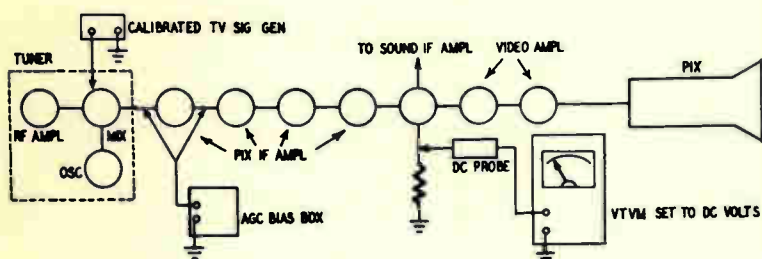 CALIBRATED TV SIG GEN
TUNER
TO SOUND IF AMPL
VIDEO AMPL
PIX
RF AMPL
MIX
OSC
PIX IF AMPL
DC PROBE
AGC BIAS BOX
VTVM SET TO DC VOLTS